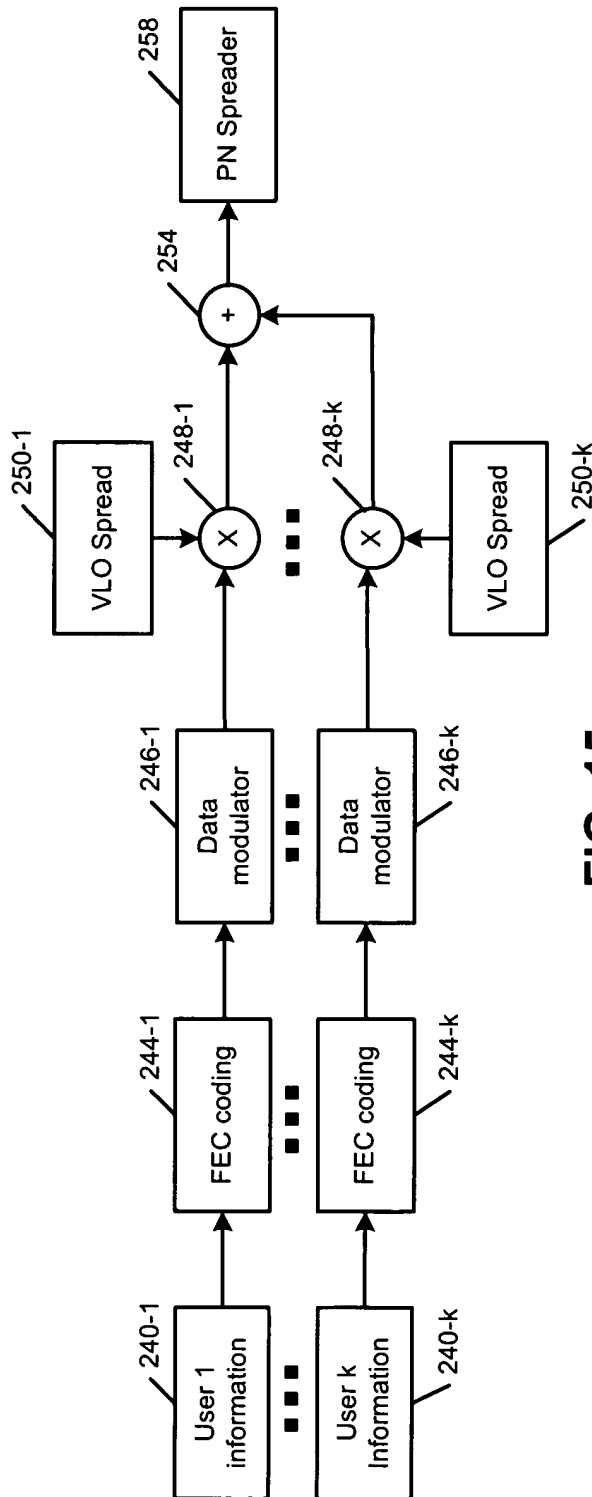 240-1
User 1
information
244-1
FEC coding
246-1
Data
modulator
250-1
VLO Spread
248-1
X
254
+
258
PN Spreader
240-k
User k
Information
244-k
FEC coding
246-k
Data
modulator
248-k
X
250-k
VLO Spread
FIG.